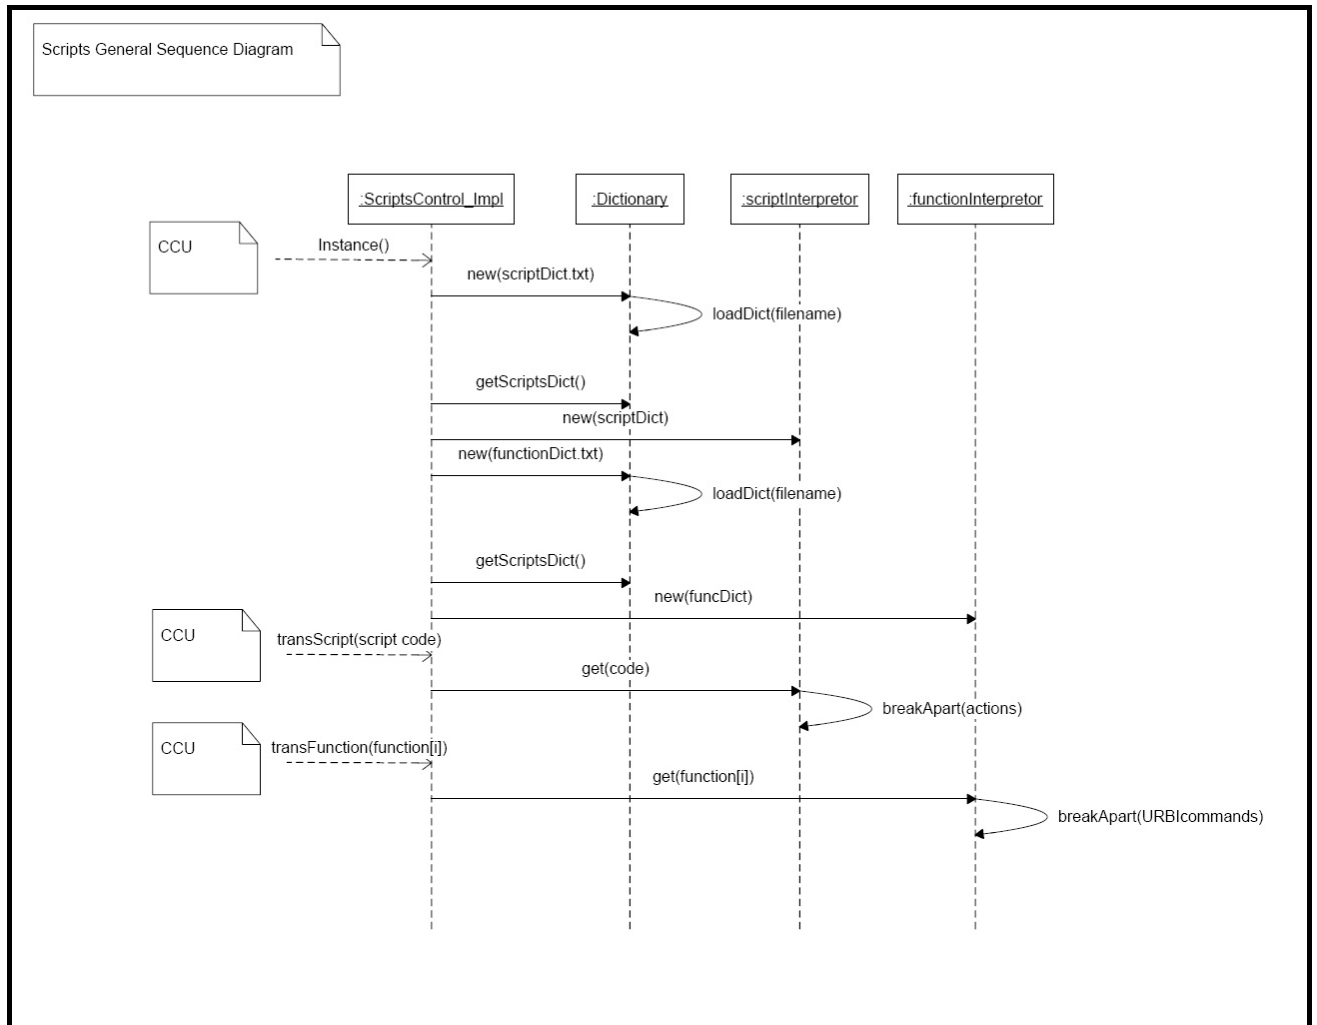 Scripts General Sequence Diagram
:ScriptsControl_Impl
:Dictionary
:scriptInterpretor
:functionInterpretor
CCU
Instance()
new(scriptDict.txt)
loadDict(filename)
getScriptsDict()
new(scriptDict)
new(functionDict.txt)
loadDict(filename)
getScriptsDict()
new(funcDict)
CCU
transScript(script code)
get(code)
breakApart(actions)
CCU
transFunction(function[i])
get(function[i])
breakApart(URBIcommands)